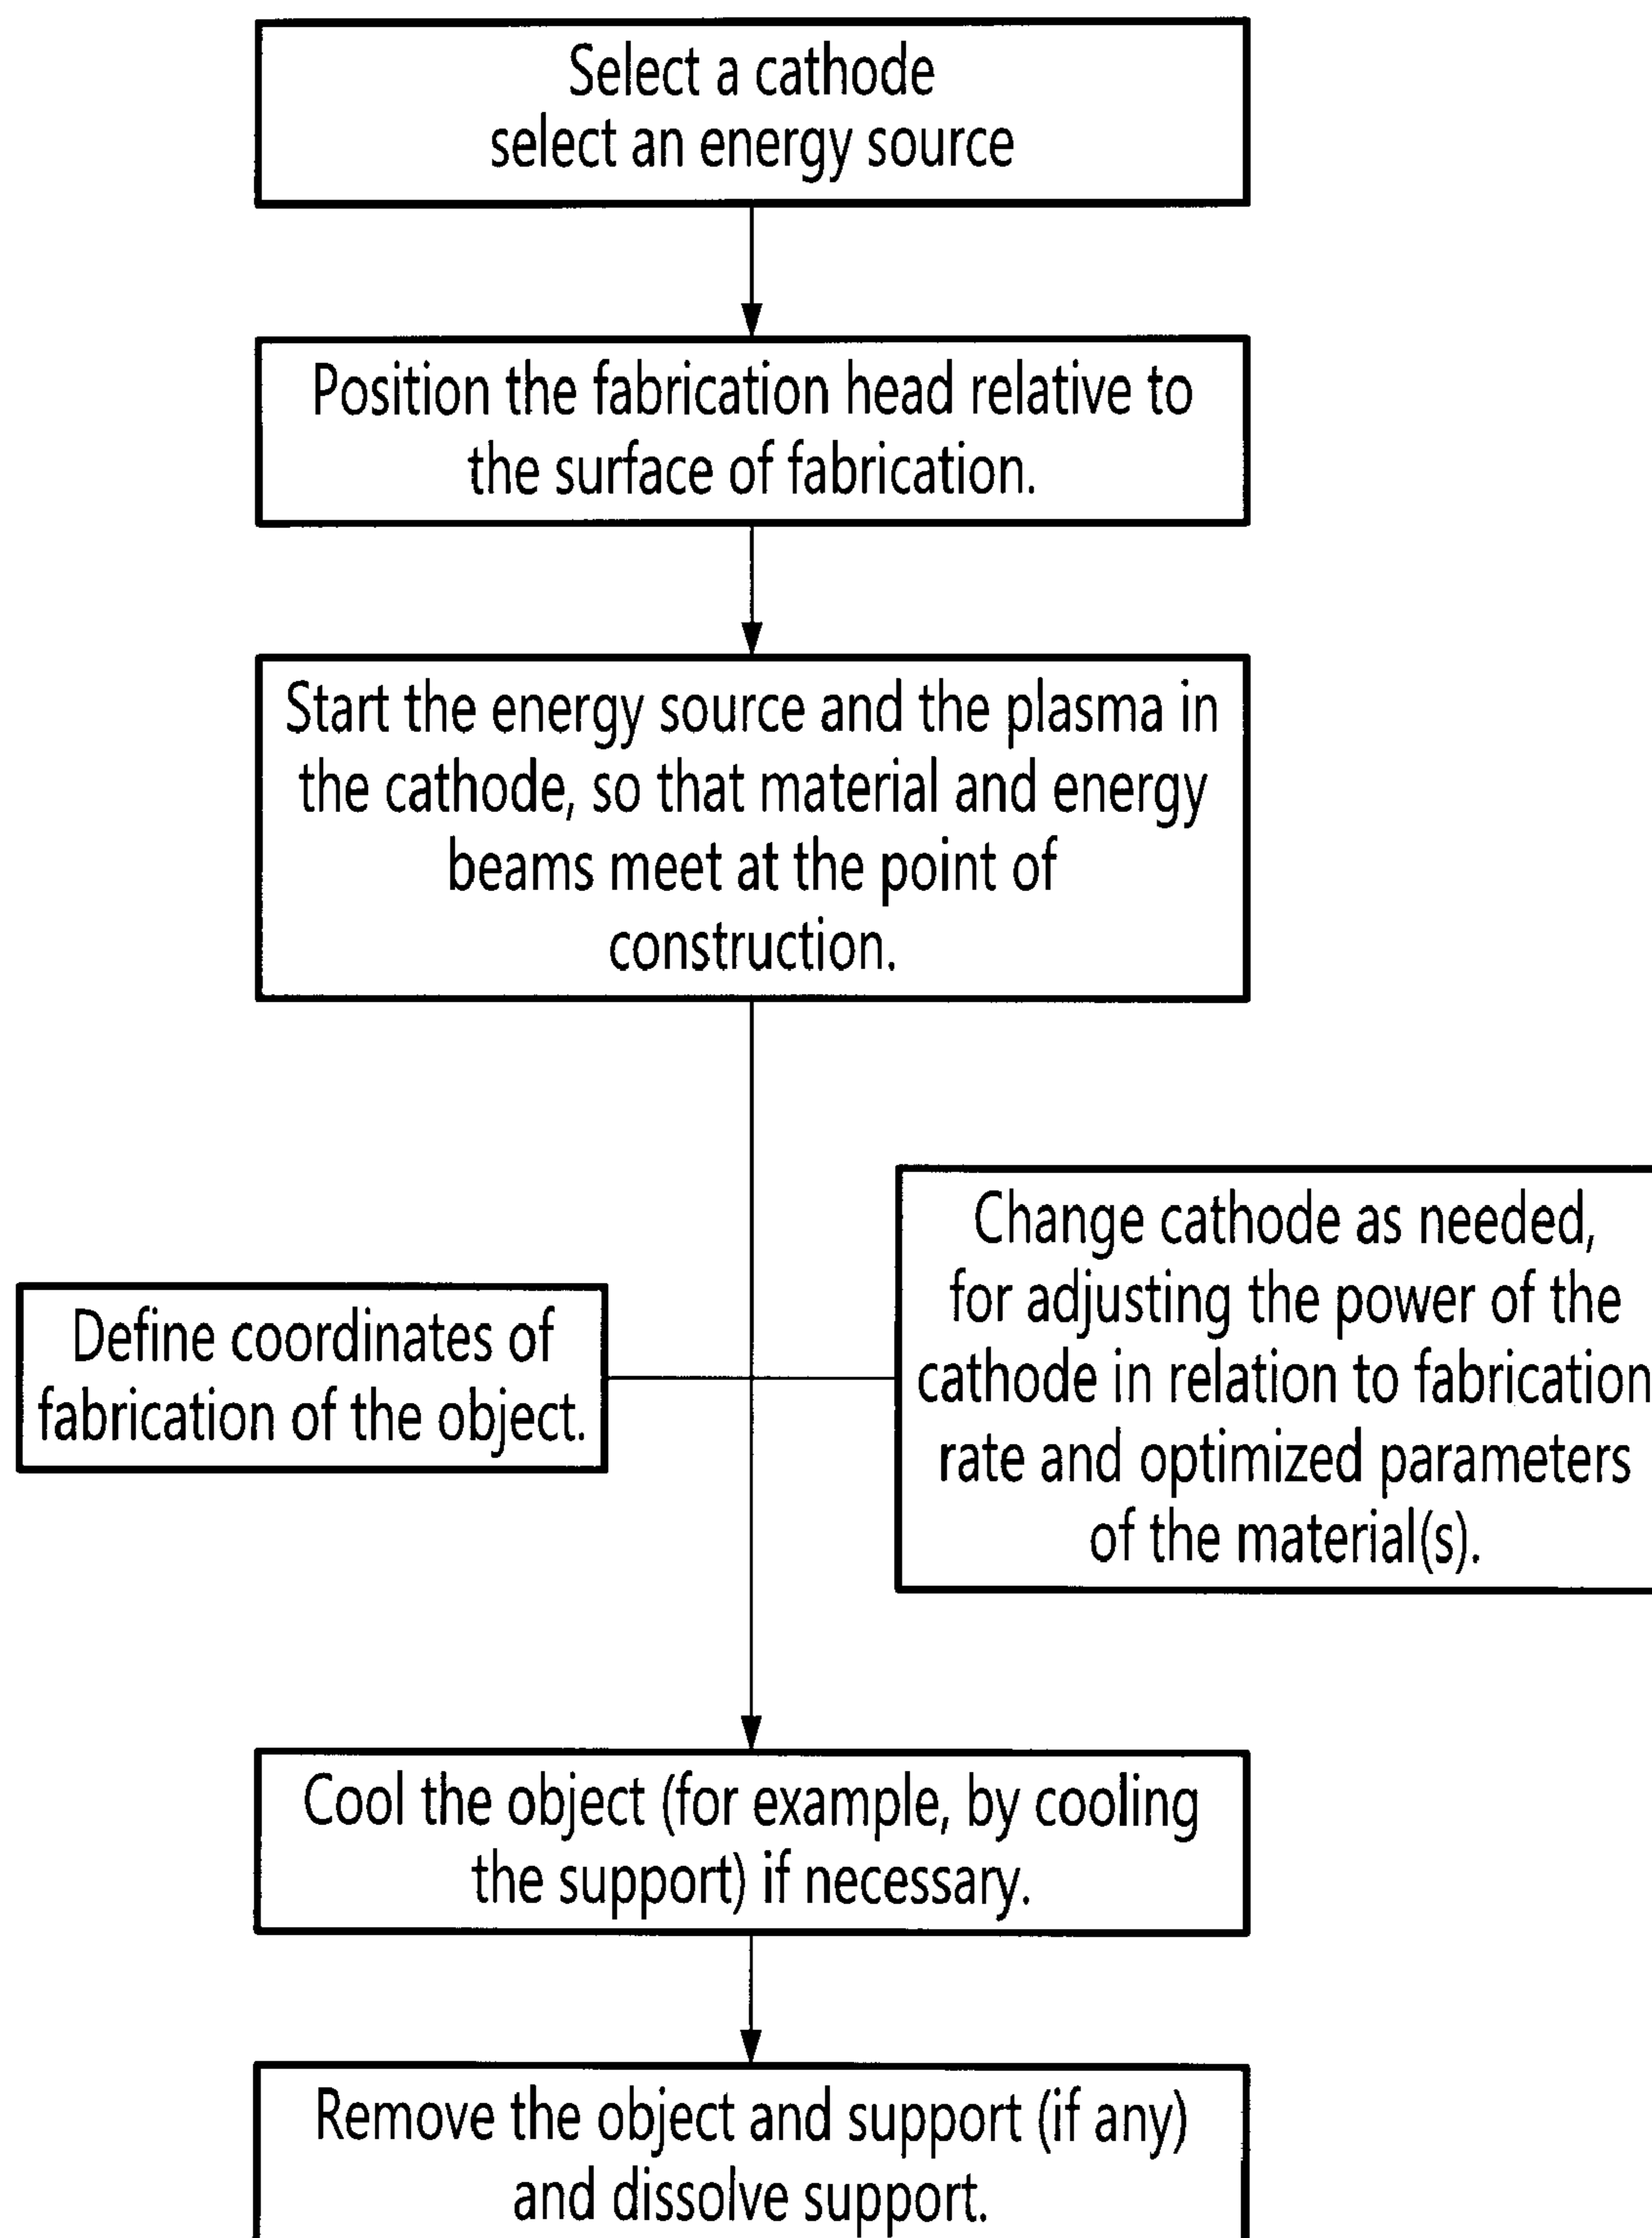 Select a cathode
select an energy source
Position the fabrication head relative to
the surface of fabrication.
Start the energy source and the plasma in
the cathode, so that material and energy
beams meet at the point of
construction.
Define coordinates of
fabrication of the object.
Change cathode as needed,
for adjusting the power of the
cathode in relation to fabrication
rate and optimized parameters
of the material(s).
Cool the object (for example, by cooling
the support) if necessary.
Remove the object and support (if any)
and dissolve support.